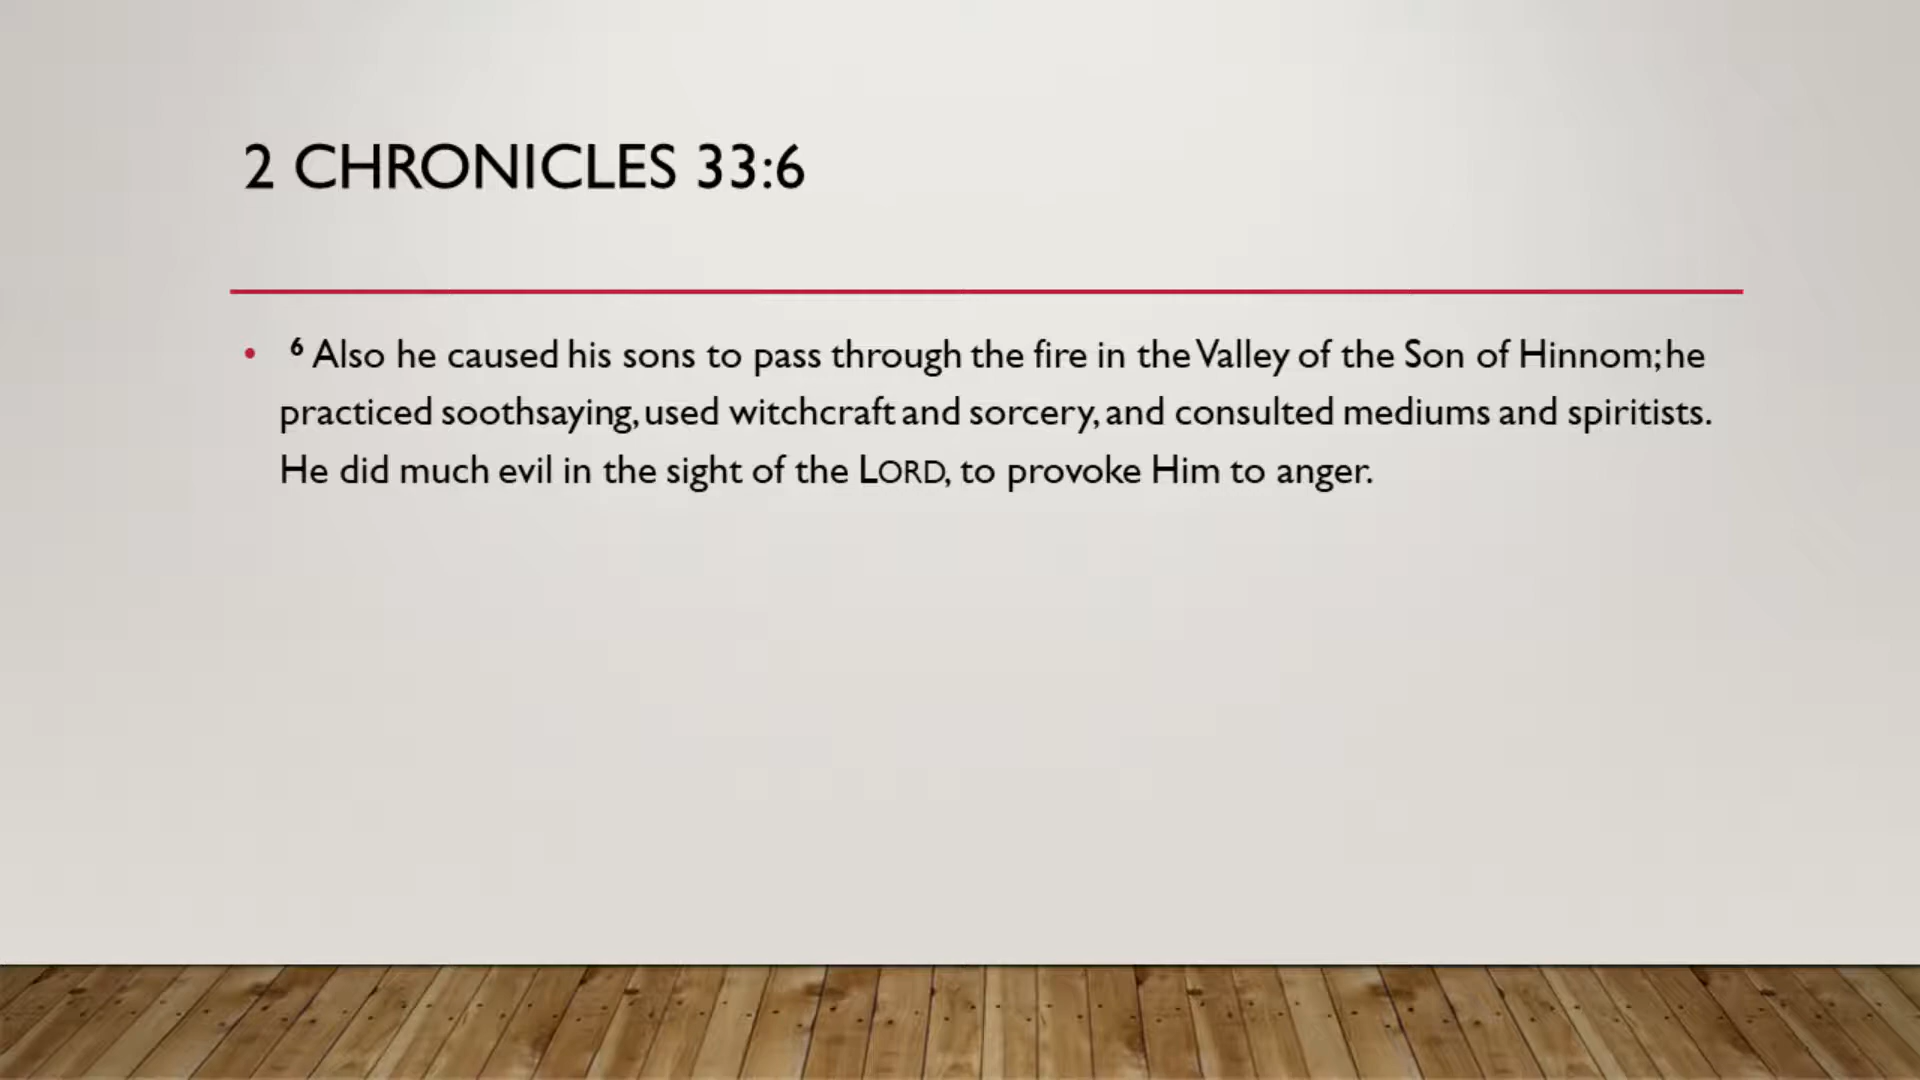 2 CHRONICLES 33:6
• 6 Also he caused his sons to pass through the fire in the Valley of the Son of Hinnom; he
practiced soothsaying, used witchcraft and sorcery, and consulted mediums and spiritists.
He did much evil in the sight of the LORD, to provoke Him to anger.